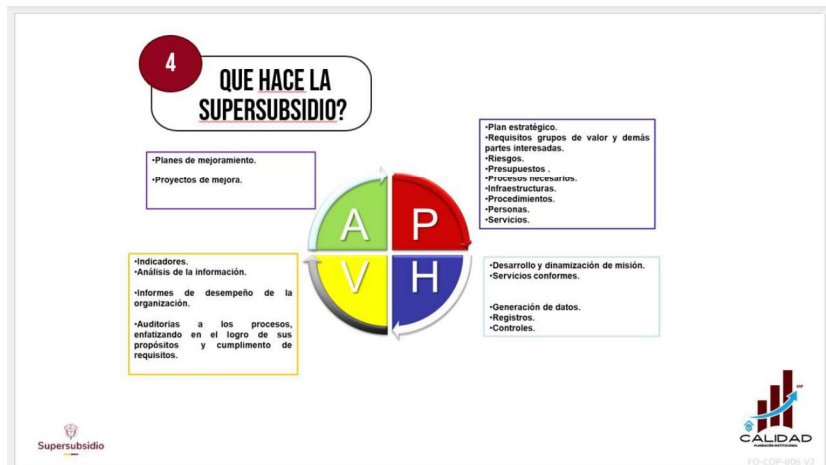 4
QUE HACE LA
SUPERSUBSIDIO?
•Planes de mejoramiento.
•Proyectos de mejora.
•Plan estratégico.
•Requisitos grupos de valor y demás
partes interesadas.
•Riesgos.
•Presupuestos .
•Procesos necesarios.
•Infraestructuras.
•Procedimientos.
•Personas.
•Servicios.
A P
V H
•Indicadores.
•Análisis de la información.
•Informes de desempeño de la
organización.
•Auditorias a los procesos,
enfatizando en el logro de sus
propósitos y cumplimento de
requisitos.
•Desarrollo y dinamización de misión.
•Servicios conformes.
•Generación de datos.
•Registros.
•Controles.
Supersubsidio
CALIDAD
PLANEACIÓN INSTITUCIONAL
FO-COP-006 V2